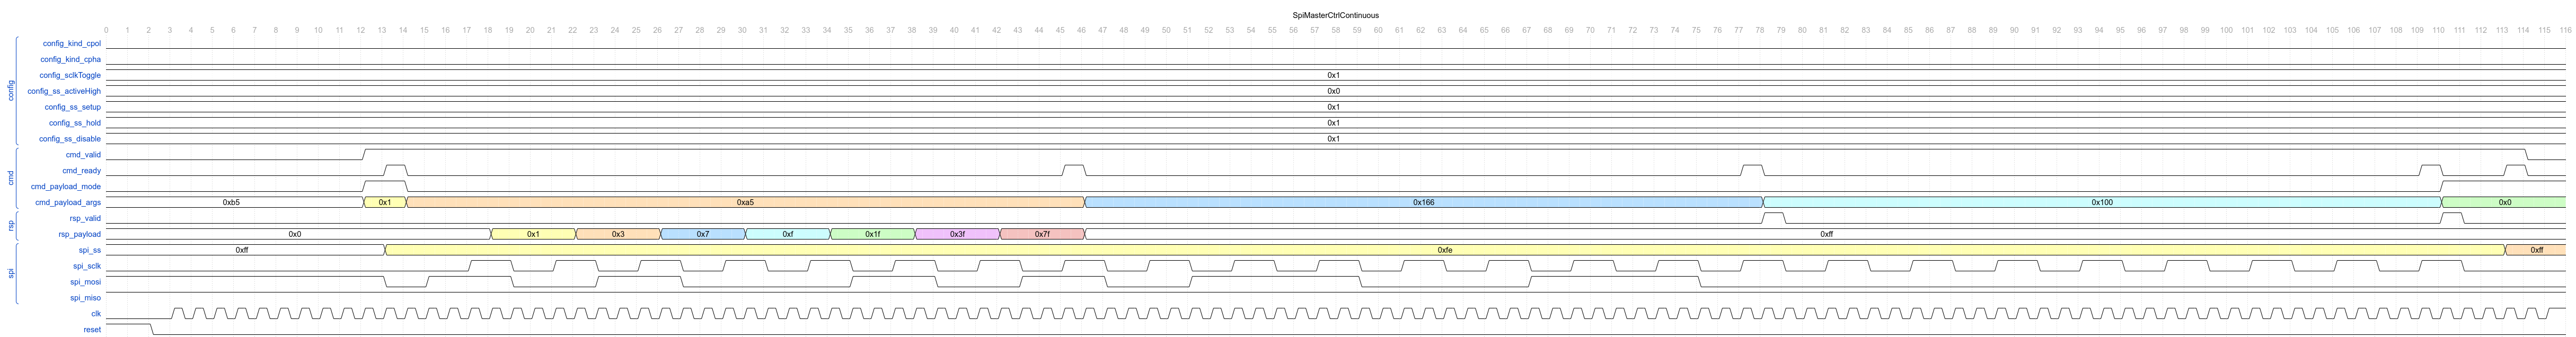 SpiMasterCtrlContinuous
0 1 2 3 4 5 6 7 8 9 10 11 12 13 14 15 16 17 18 19 20 21 22 23 24 25 26 27 28 29 30 31 32 33 34 35 36 37 38 39 40 41 42 43 44 45 46 47 48 49 50 51 52 53 54 55 56 57 58 59 60 61 62 63 64 65 66 67 68 69 70 71 72 73 74 75 76 77 78 79 80 81 82 83 84 85 86 87 88 89 90 91 92 93 94 95 96 97 98 99 100 101 102 103 104 105 106 107 108 109 110 111 112 113 114 115 116
config
config_kind_cpol
config_kind_cpha
config_sclkToggle 0x1
config_ss_activeHigh 0x0
config_ss_setup 0x1
config_ss_hold 0x1
config_ss_disable 0x1
cmd
cmd_valid
cmd_ready
cmd_payload_mode
cmd_payload_args 0xb5 0x1 0xa5 0x166 0x100 0x0
rsp
rsp_valid
rsp_payload 0x0 0x1 0x3 0x7 0xf 0x1f 0x3f 0x7f 0xff
spi
spi_ss 0xff 0xfe 0xff
spi_sclk
spi_mosi
spi_miso
clk
reset